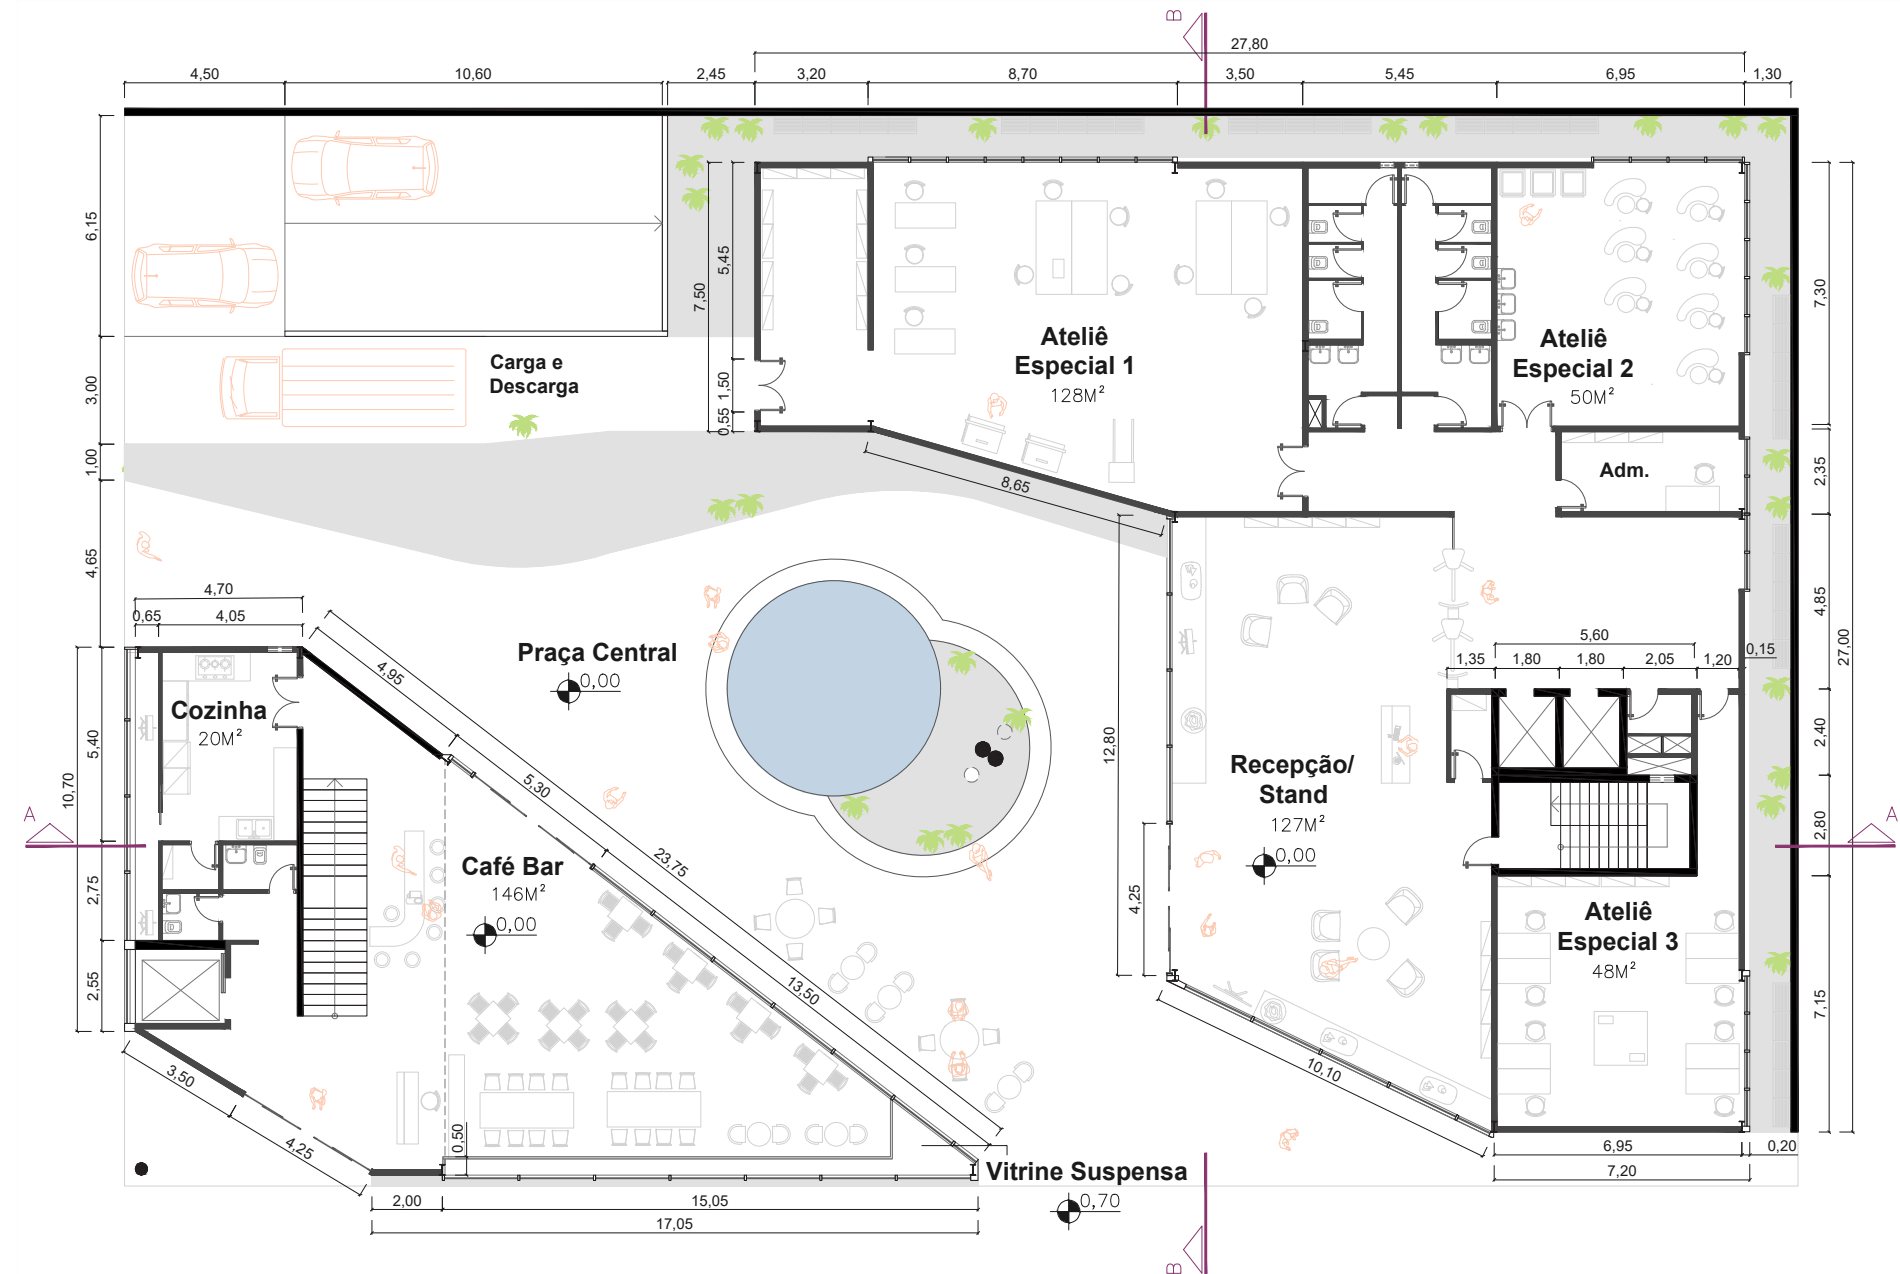 B
27,80
4,50
10,60
2,45
3,20
8,70
3,50
5,45
6,95
1,30
6,15
3,00
1,00
4,65
7,50
5,45
1,50
0,55
Carga e
Descarga
Ateliê
Especial 1
128M²
Ateliê
Especial 2
50M²
Adm.
8,65
7,30
2,35
4,85
27,00
2,40
2,80
7,15
4,70
0,65
4,05
Praça Central
0,00
4,95
5,30
23,75
13,50
Cozinha
20M²
10,70
5,40
2,75
2,55
A
A
Café Bar
146M²
0,00
12,80
4,25
5,60
1,35
1,80
1,80
2,05
1,20
0,15
Recepção/
Stand
127M²
0,00
Ateliê
Especial 3
48M²
10,10
3,50
4,25
0,50
6,95
0,20
7,20
Vitrine Suspensa
0,70
2,00
15,05
17,05
B